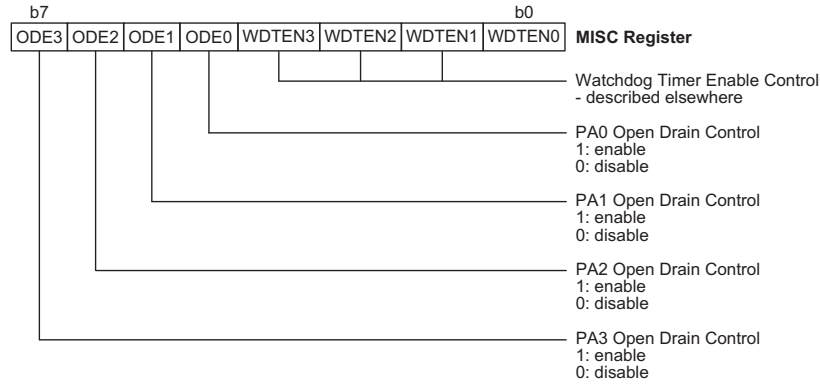 b7 b0
ODE3 ODE2 ODE1 ODE0 WDTEN3 WDTEN2 WDTEN1 WDTEN0 MISC Register
Watchdog Timer Enable Control
- described elsewhere
PA0 Open Drain Control
1: enable
0: disable
PA1 Open Drain Control
1: enable
0: disable
PA2 Open Drain Control
1: enable
0: disable
PA3 Open Drain Control
1: enable
0: disable